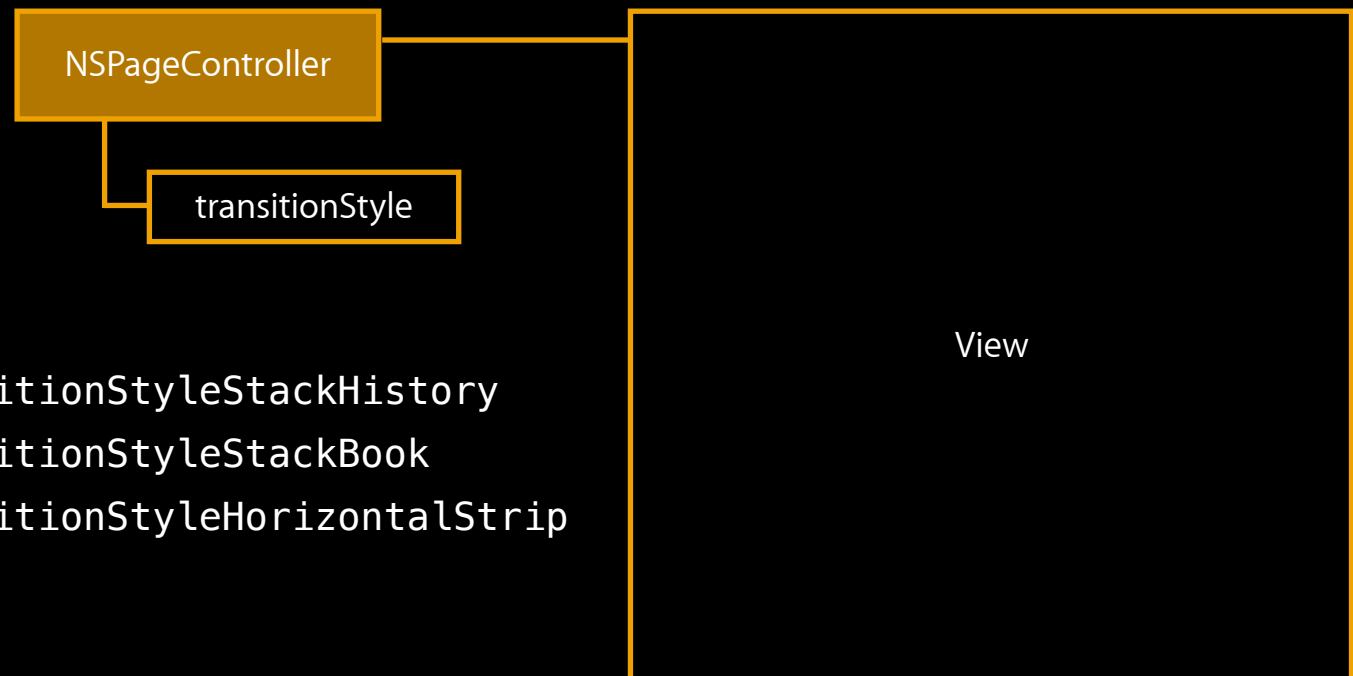 NSPageController
transitionStyle
View
itionStyleStackHistory
itionStyleStackBook
itionStyleHorizontalStrip